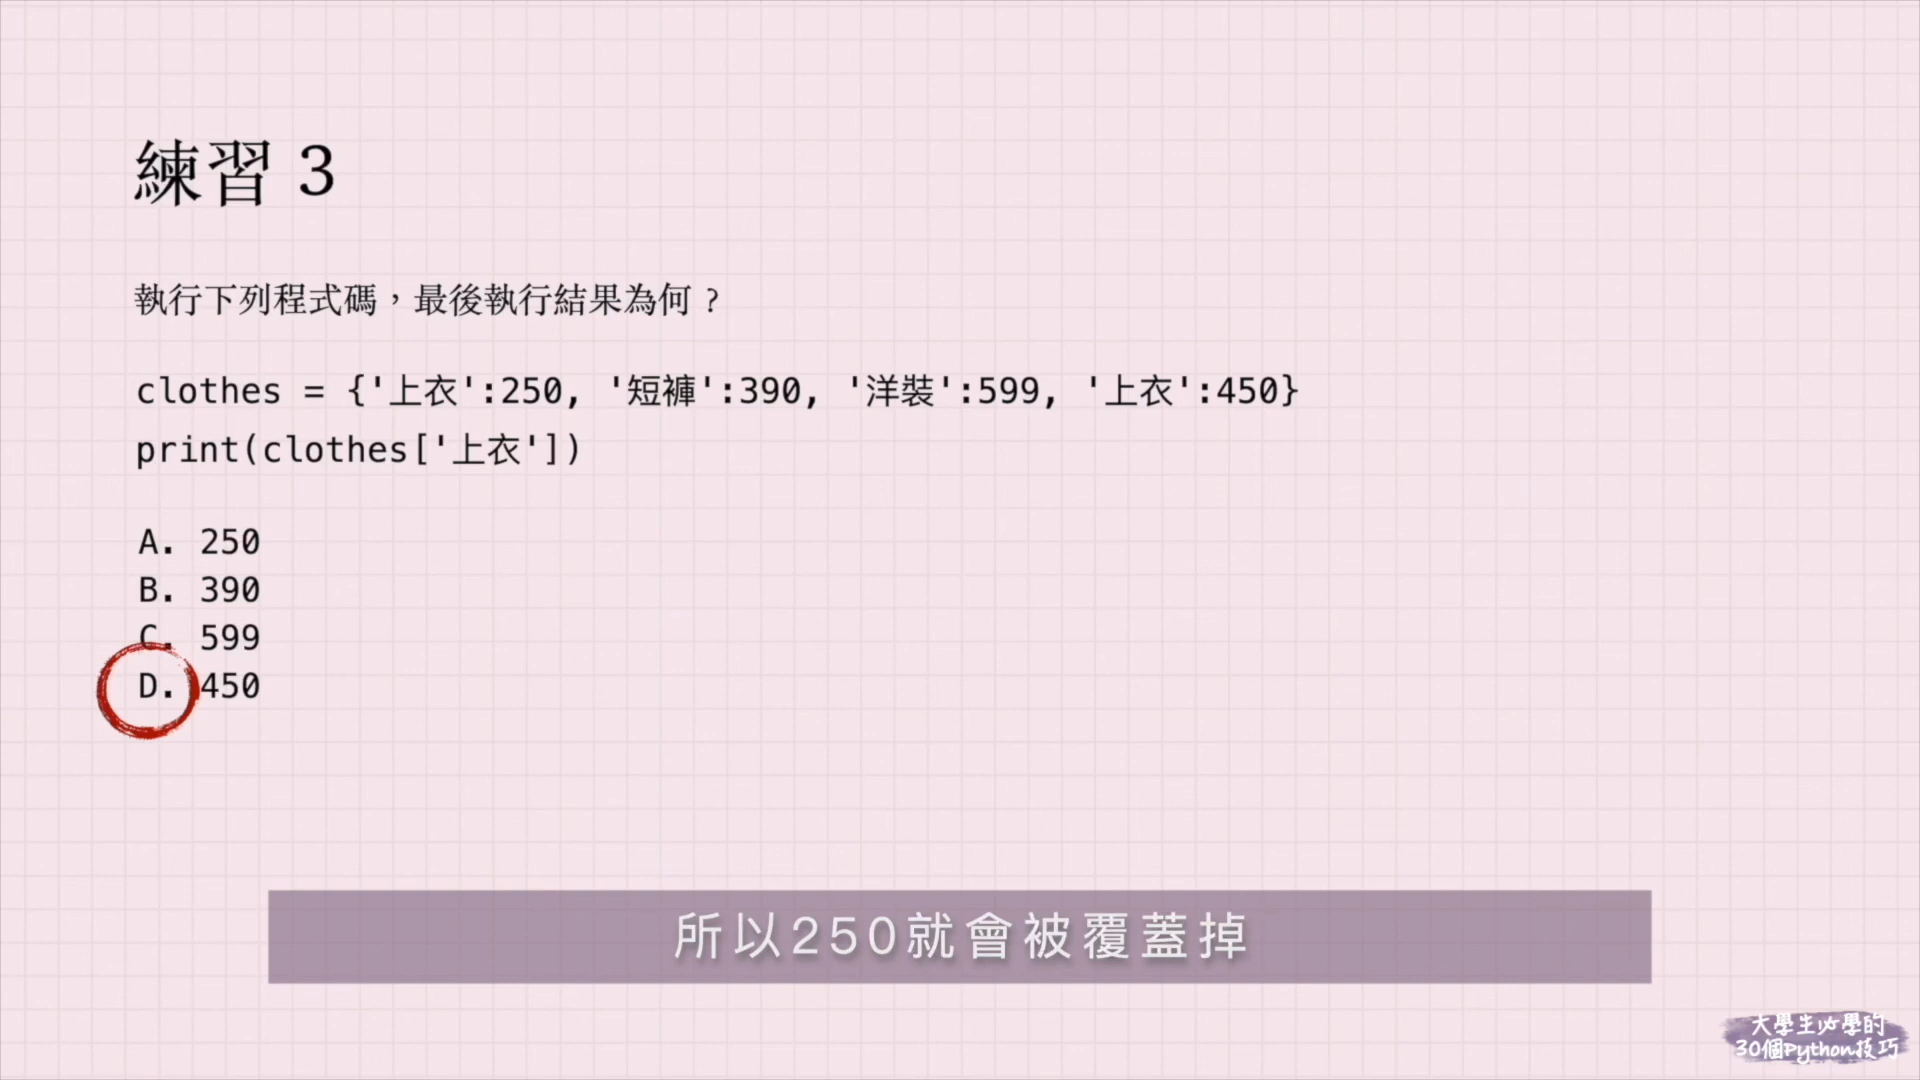 練習 3
執行下列程式碼，最後執行結果為何？
clothes = {'上衣':250, '短褲':390, '洋裝':599, '上衣':450}
print(clothes['上衣'])
A. 250
B. 390
C. 599
D. 450
所以250就會被覆蓋掉
大學生必學的
30個Python技巧